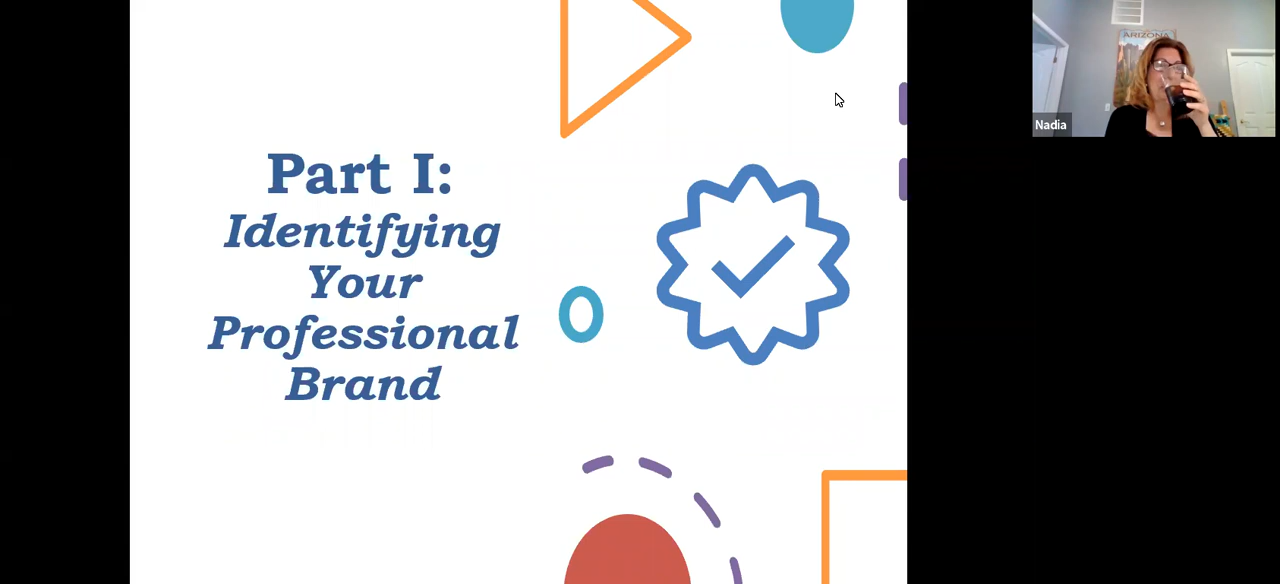 Part I:
Identifying
Your
Professional
Brand
ARIZONA
Nadia